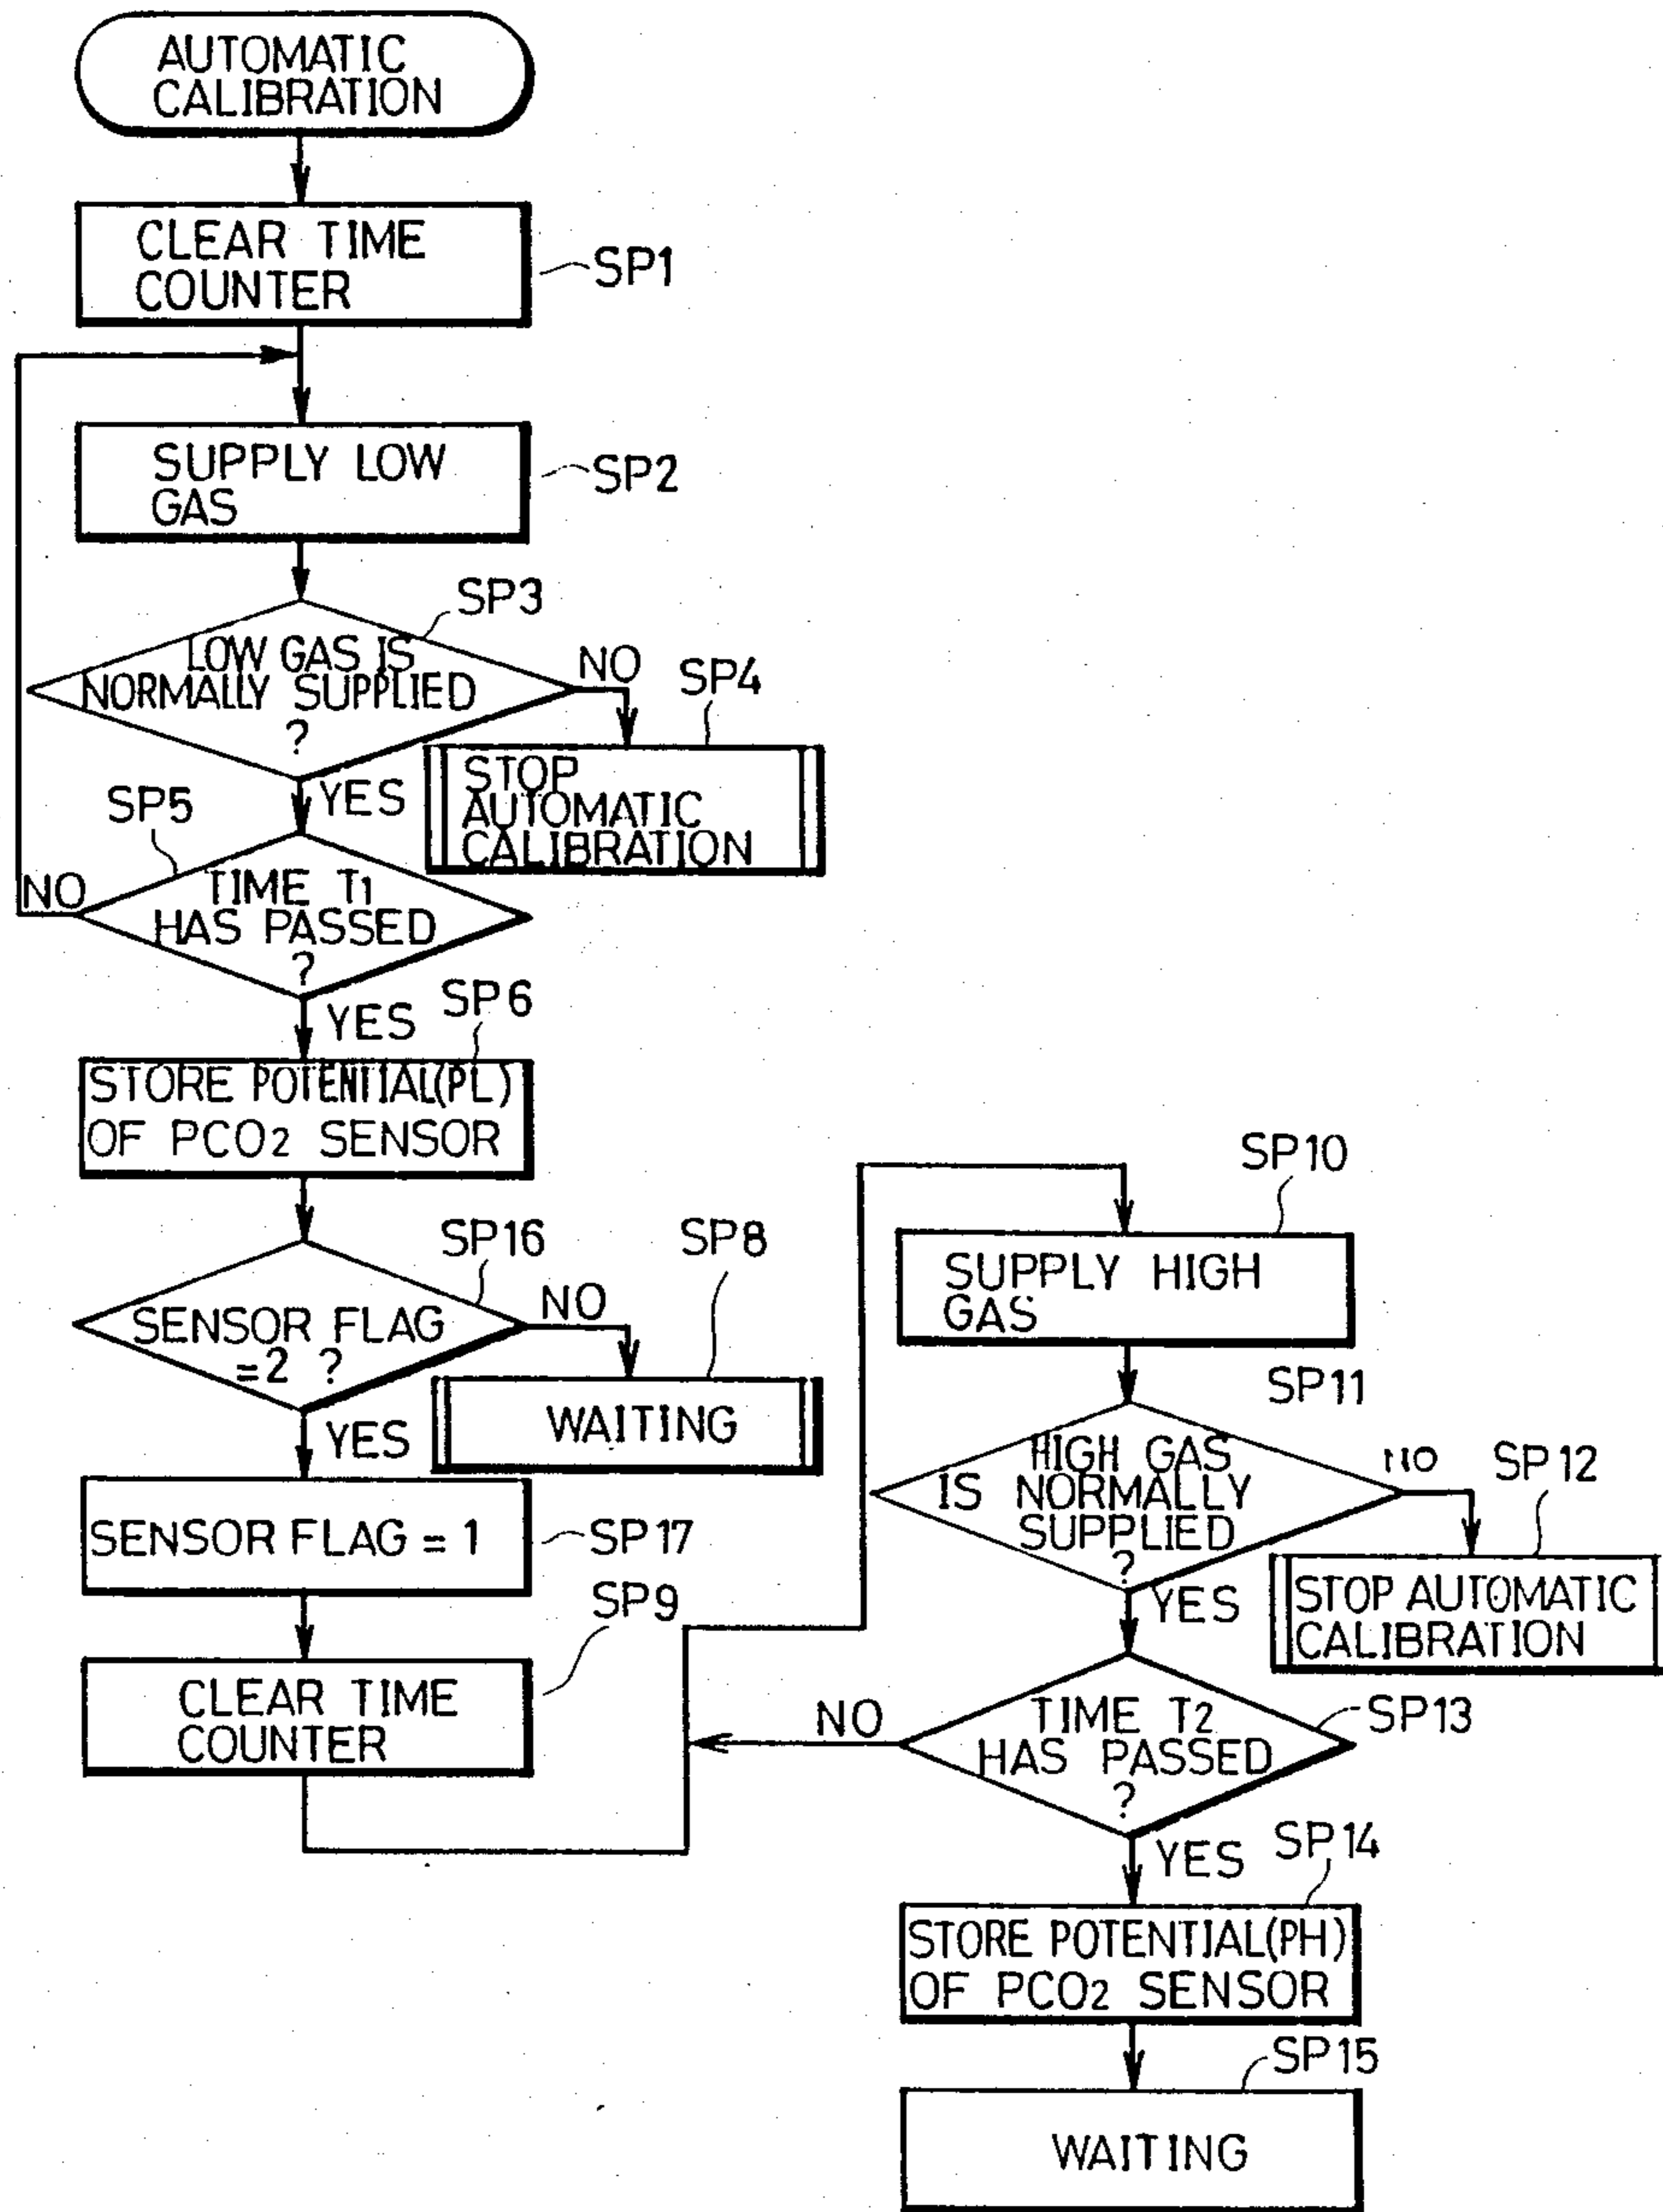 AUTOMATIC
CALIBRATION
CLEAR TIME
COUNTER
SP1
SUPPLY LOW
GAS
SP2
SP3
LOW GAS IS
NORMALLY SUPPLIED
?
NO
SP4
STOP
AUTOMATIC
CALIBRATION
YES
SP5
TIME T1
HAS PASSED
?
NO
YES
SP6
STORE POTENTIAL(PL)
OF PCO2 SENSOR
SP16
SENSOR FLAG
=2 ?
NO
SP8
WAITING
YES
SENSOR FLAG = 1
SP17
SP9
CLEAR TIME
COUNTER
SP10
SUPPLY HIGH
GAS
SP11
HIGH GAS
IS NORMALLY
SUPPLIED
?
NO
SP12
STOP AUTOMATIC
CALIBRATION
YES
TIME T2
HAS PASSED
?
SP13
NO
YES
SP14
STORE POTENTIAL(PH)
OF PCO2 SENSOR
SP15
WAITING